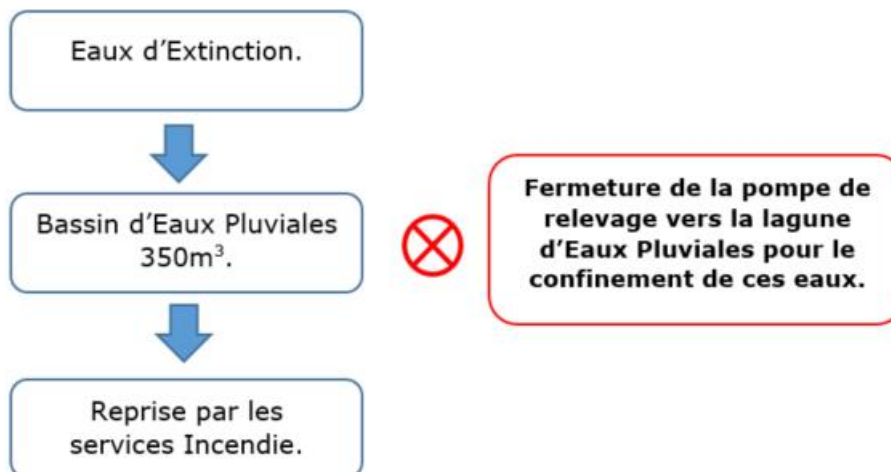 Eaux d’Extinction.
Bassin d’Eaux Pluviales
350m³.
Fermeture de la pompe de
relevage vers la lagune
d’Eaux Pluviales pour le
confinement de ces eaux.
Reprise par les
services Incendie.